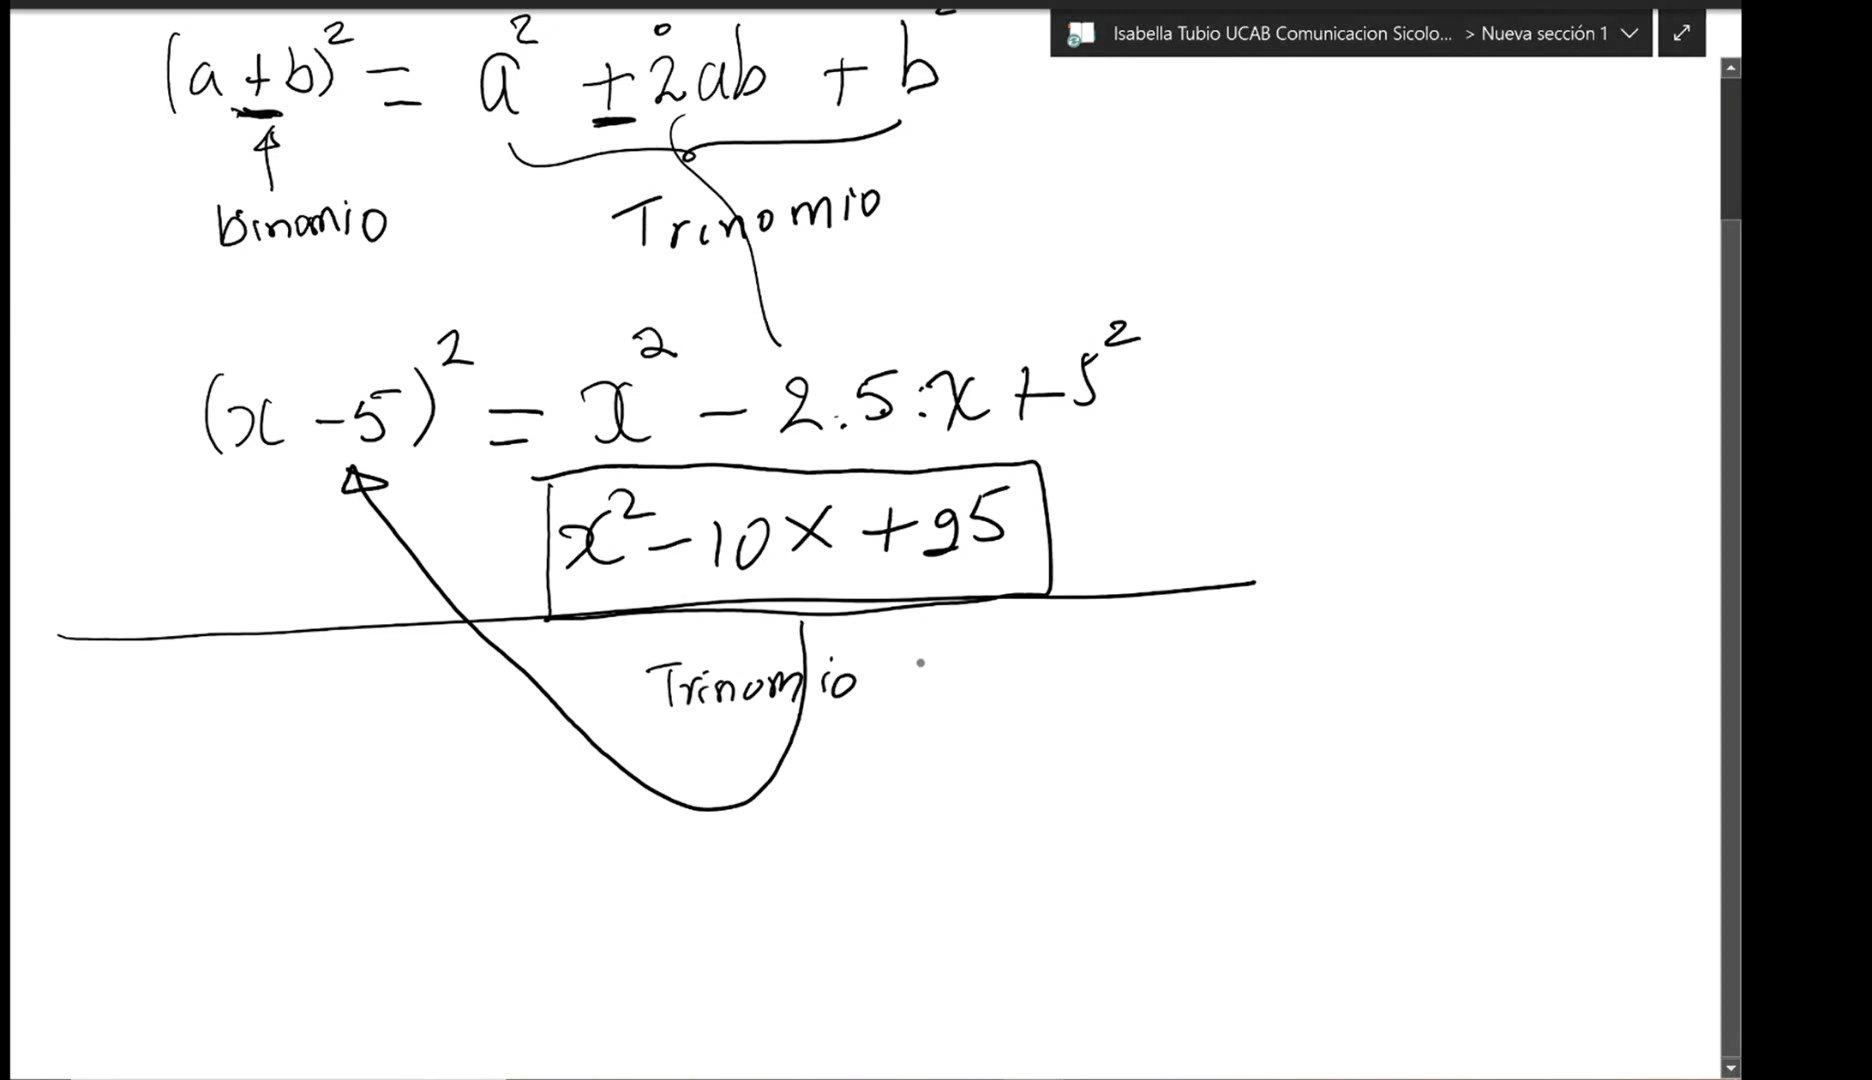 Isabella Tubio UCAB Comunicacion Sicolo... > Nueva sección 1
(a + b)² = a² + 2ab + b²
binomio
Trinomio
(x - 5)² = x² - 2.5.x + 5²
x² - 10x + 25
Trinomio